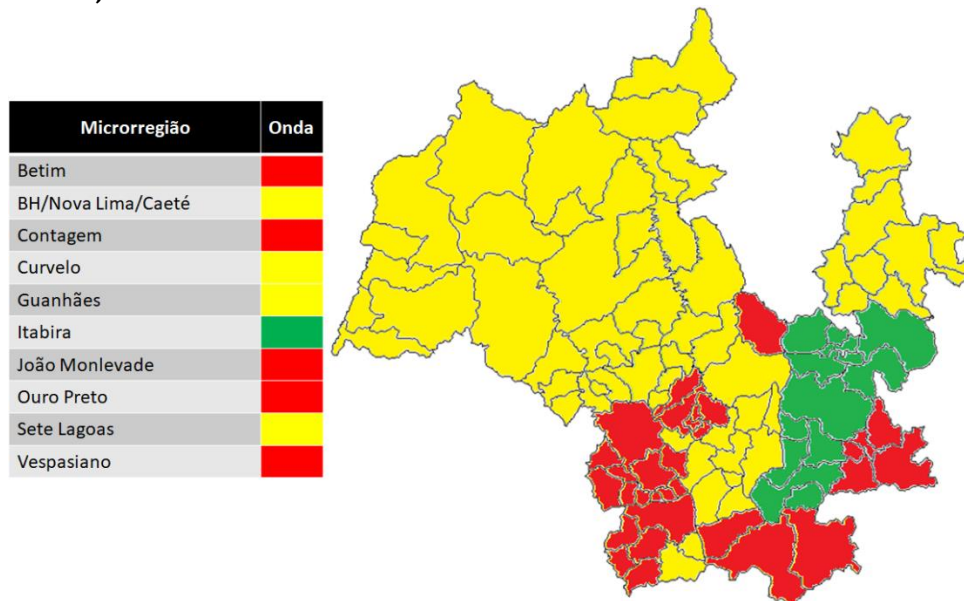 Microrregião Onda
Betim
BH/Nova Lima/Caeté
Contagem
Curvelo
Guanhães
Itabira
João Monlevade
Ouro Preto
Sete Lagoas
Vespasiano